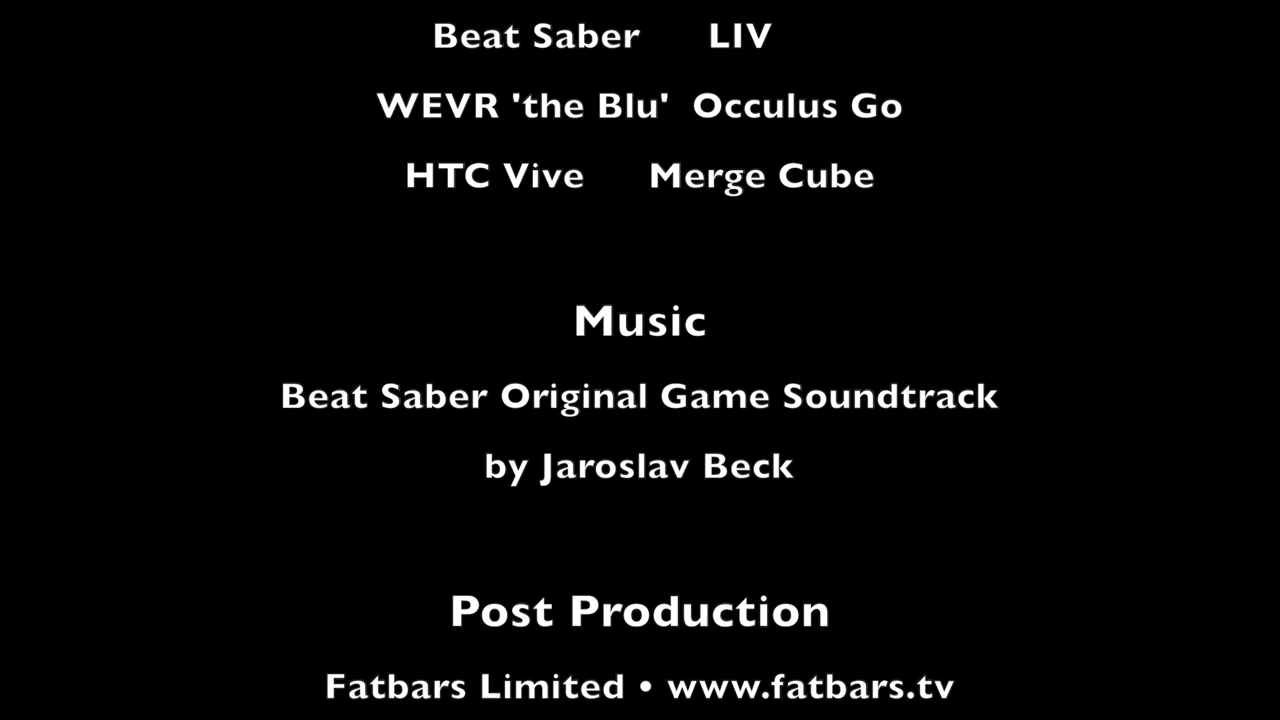 Beat Saber LIV
WEVR 'the Blu' Occulus Go
HTC Vive Merge Cube
Music
Beat Saber Original Game Soundtrack
by Jaroslav Beck
Post Production
Fatbars Limited • www.fatbars.tv